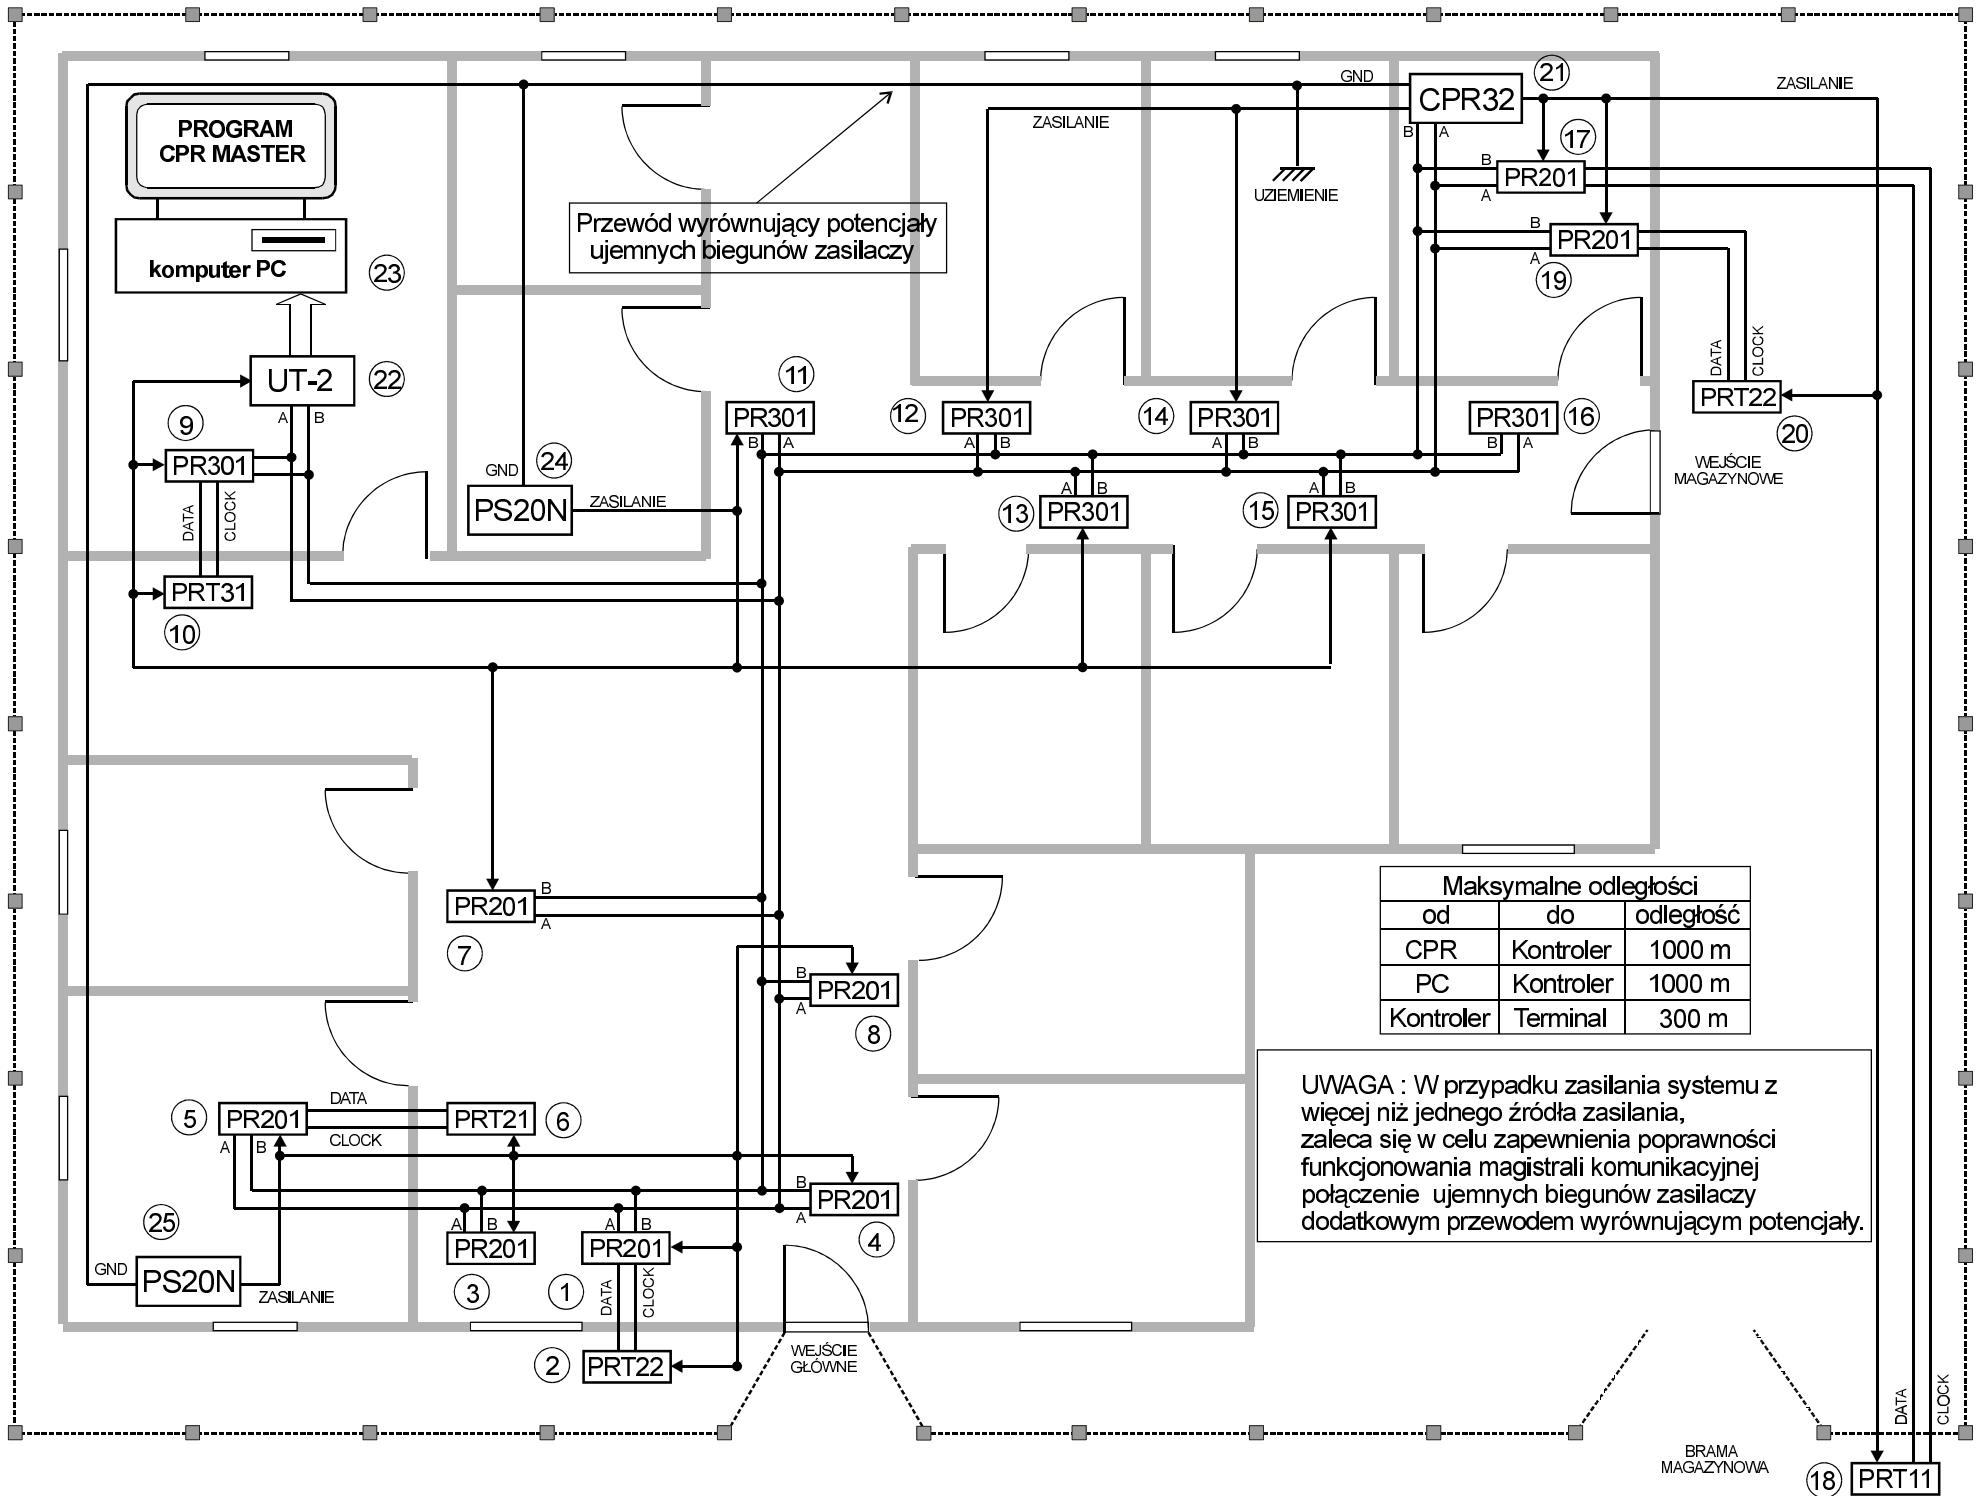 GND
21
ZASILANIE
CPR32
PROGRAM
CPR MASTER
ZASILANIE
B
A
17
B
PR201
A
UZIEMIENIE
Przewód wyrównujący potencjały
ujemnych biegunów zasilaczy
B
PR201
A
19
komputer PC
23
DATA
CLOCK
UT-2
22
A
B
11
PR301
B
A
12
PR301
A
B
14
PR301
A
B
PR301
16
B
A
PRT22
20
9
PR301
DATA
CLOCK
GND
24
PS20N
ZASILANIE
WEJŚCIE
MAGAZYNOWE
A
B
13
PR301
A
B
15
PR301
PRT31
10
B
PR201
A
7
B
PR201
A
8
Maksymalne odległości
od do odległość
CPR Kontroler 1000 m
PC Kontroler 1000 m
Kontroler Terminal 300 m
UWAGA : W przypadku zasilania systemu z
więcej niż jednego źródła zasilania,
zaleca się w celu zapewnienia poprawności
funkcjonowania magistrali komunikacyjnej
połączenie ujemnych biegunów zasilaczy
dodatkowym przewodem wyrównującym potencjały.
5
PR201
DATA
CLOCK
PRT21
6
A
B
B
PR201
A
4
25
A
B
PR201
3
A
B
PR201
1
GND
PS20N
ZASILANIE
DATA
CLOCK
2
PRT22
WEJŚCIE
GŁÓWNE
DATA
CLOCK
BRAMA
MAGAZYNOWA
18
PRT11